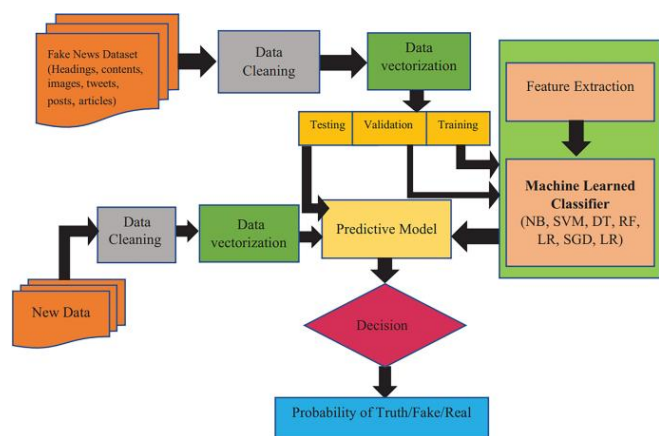 Fake News Dataset
(Headings, contents,
images, tweets,
posts, articles)
Data
Cleaning
Data
vectorization
Testing
Validation
Training
Feature Extraction
Machine Learned
Classifier
(NB, SVM, DT, RF,
LR, SGD, LR)
New Data
Data
Cleaning
Data
vectorization
Predictive Model
Decision
Probability of Truth/Fake/Real